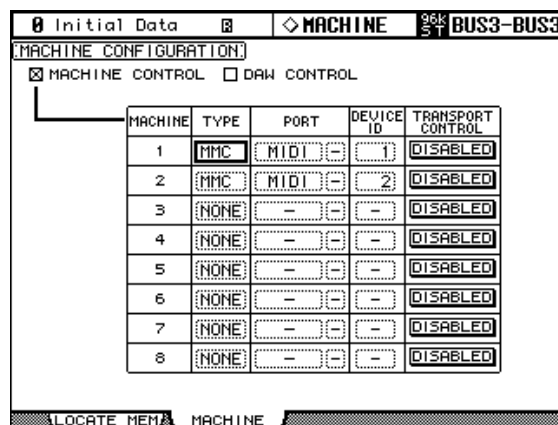 0 Initial Data R ◇MACHINE 96k ST BUS3-BUS3
MACHINE CONFIGURATION
☒ MACHINE CONTROL ☐ DAW CONTROL
MACHINE TYPE PORT DEVICE ID TRANSPORT CONTROL
1 MMC MIDI – 1 DISABLED
2 MMC MIDI – 2 DISABLED
3 NONE – – – DISABLED
4 NONE – – – DISABLED
5 NONE – – – DISABLED
6 NONE – – – DISABLED
7 NONE – – – DISABLED
8 NONE – – – DISABLED
LOCATE MEM MACHINE